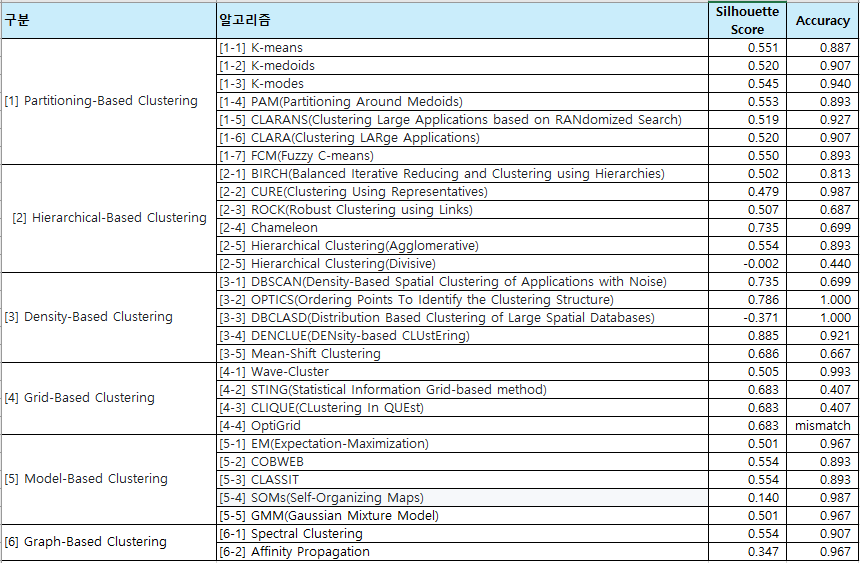 구분 알고리즘 Silhouette Score Accuracy
[1] Partitioning-Based Clustering
[1-1] K-means 0.551 0.887
[1-2] K-medoids 0.520 0.907
[1-3] K-modes 0.545 0.940
[1-4] PAM(Partitioning Around Medoids) 0.553 0.893
[1-5] CLARANS(Clustering Large Applications based on RANdomized Search) 0.519 0.927
[1-6] CLARA(Clustering LARge Applications) 0.520 0.907
[1-7] FCM(Fuzzy C-means) 0.550 0.893
[2] Hierarchical-Based Clustering
[2-1] BIRCH(Balanced Iterative Reducing and Clustering using Hierarchies) 0.502 0.813
[2-2] CURE(Clustering Using Representatives) 0.479 0.987
[2-3] ROCK(Robust Clustering using Links) 0.507 0.687
[2-4] Chameleon 0.735 0.699
[2-5] Hierarchical Clustering(Agglomerative) 0.554 0.893
[2-5] Hierarchical Clustering(Divisive) -0.002 0.440
[3] Density-Based Clustering
[3-1] DBSCAN(Density-Based Spatial Clustering of Applications with Noise) 0.735 0.699
[3-2] OPTICS(Ordering Points To Identify the Clustering Structure) 0.786 1.000
[3-3] DBCLASD(Distribution Based Clustering of Large Spatial Databases) -0.371 1.000
[3-4] DENCLUE(DENsity-based CLUstEring) 0.885 0.921
[3-5] Mean-Shift Clustering 0.686 0.667
[4] Grid-Based Clustering
[4-1] Wave-Cluster 0.505 0.993
[4-2] STING(Statistical Information Grid-based method) 0.683 0.407
[4-3] CLIQUE(CLustering In QUEst) 0.683 0.407
[4-4] OptiGrid 0.683 mismatch
[5] Model-Based Clustering
[5-1] EM(Expectation-Maximization) 0.501 0.967
[5-2] COBWEB 0.554 0.893
[5-3] CLASSIT 0.554 0.893
[5-4] SOMs(Self-Organizing Maps) 0.140 0.987
[5-5] GMM(Gaussian Mixture Model) 0.501 0.967
[6] Graph-Based Clustering
[6-1] Spectral Clustering 0.554 0.907
[6-2] Affinity Propagation 0.347 0.967